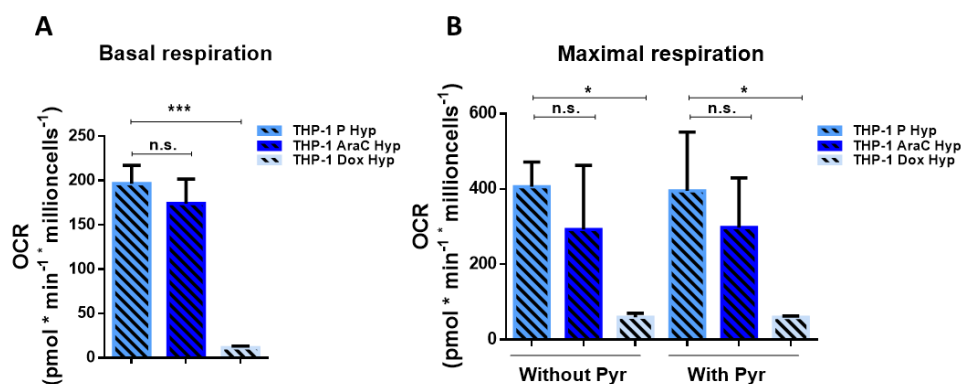 A
Basal respiration
OCR
(pmol * min-1 * millioncells-1)
250
200
150
100
50
0
***
n.s.
THP-1 P Hyp
THP-1 AraC Hyp
THP-1 Dox Hyp
B
Maximal respiration
OCR
(pmol * min-1 * millioncells-1)
600
400
200
0
*
n.s.
*
n.s.
THP-1 P Hyp
THP-1 AraC Hyp
THP-1 Dox Hyp
Without Pyr
With Pyr